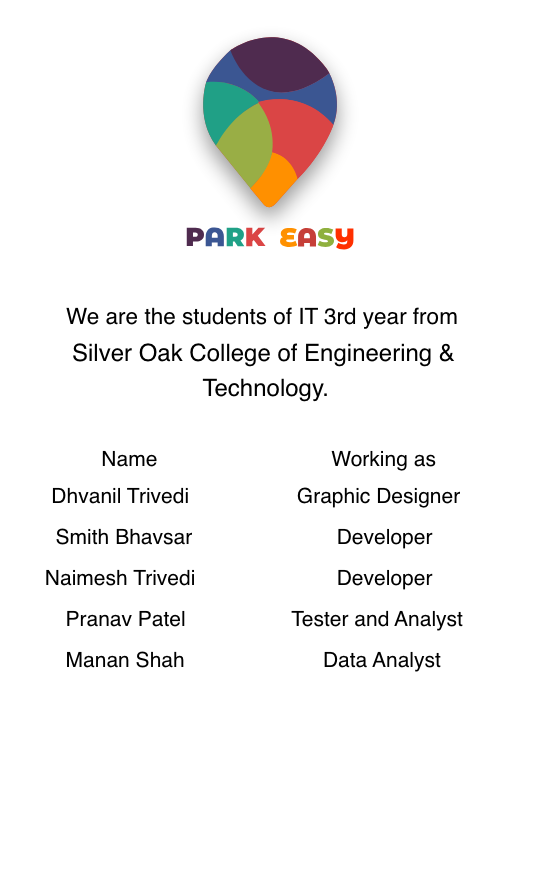 PARK EASY
We are the students of IT 3rd year from
Silver Oak College of Engineering &
Technology.
Name Working as
Dhvanil Trivedi Graphic Designer
Smith Bhavsar Developer
Naimesh Trivedi Developer
Pranav Patel Tester and Analyst
Manan Shah Data Analyst